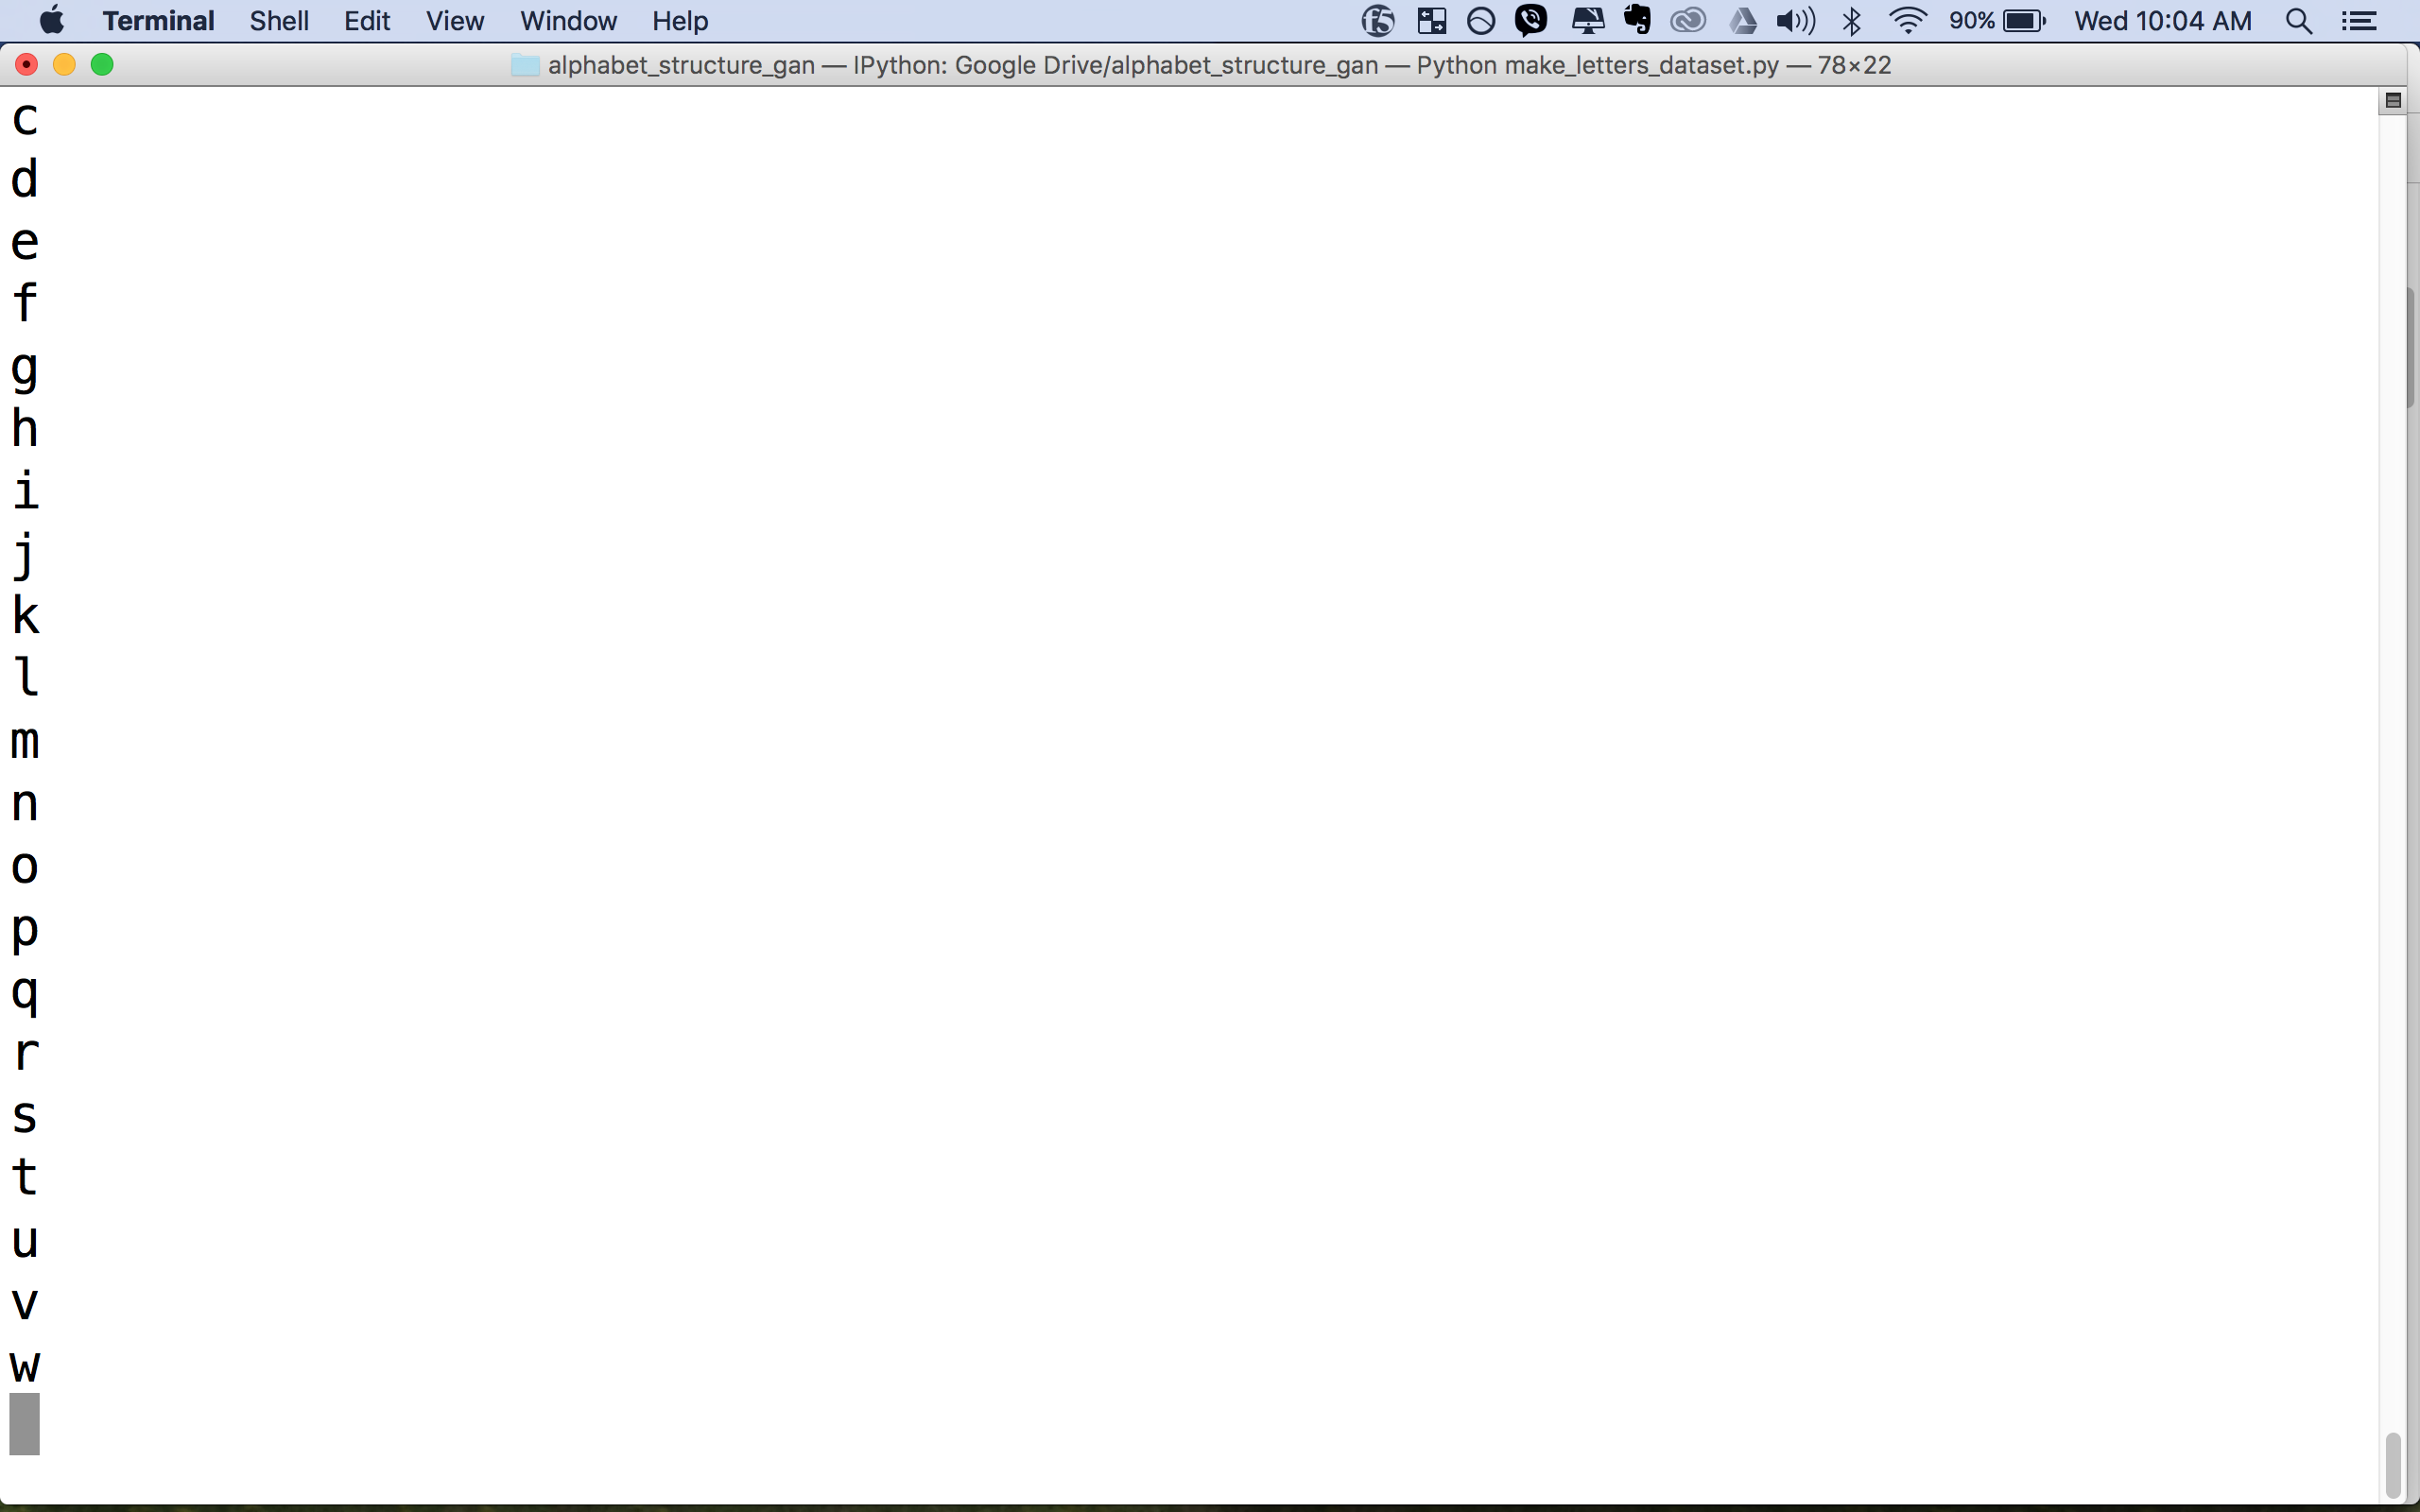 Terminal Shell Edit View Window Help f5 90% Wed 10:04 AM
alphabet_structure_gan — IPython: Google Drive/alphabet_structure_gan — Python make_letters_dataset.py — 78×22
c
d
e
f
g
h
i
j
k
l
m
n
o
p
q
r
s
t
u
v
w